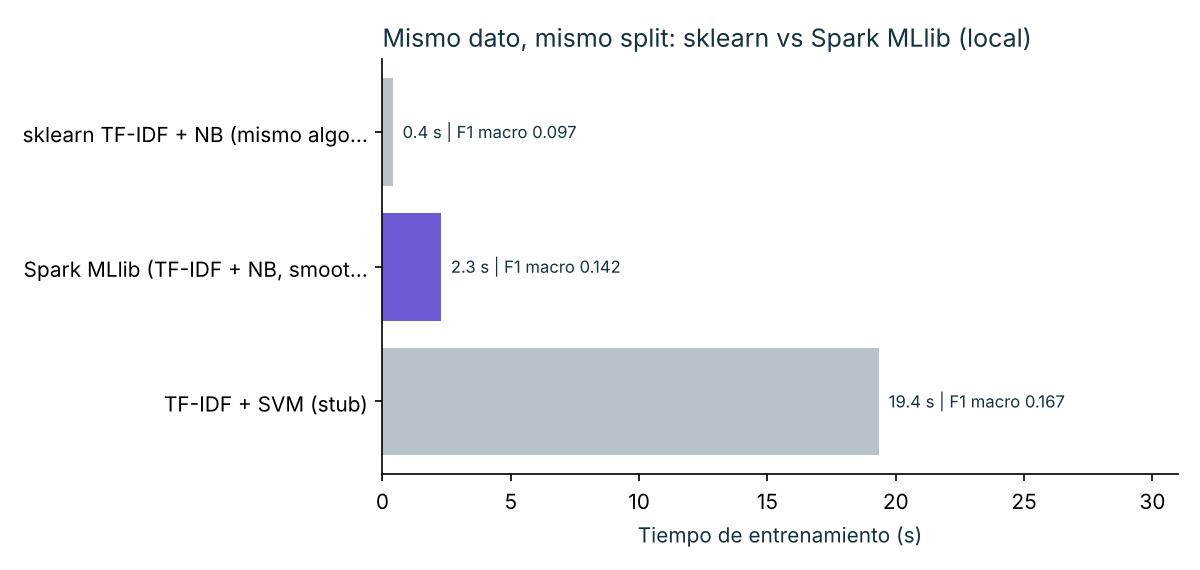 Mismo dato, mismo split: sklearn vs Spark MLlib (local)
sklearn TF-IDF + NB (mismo algo...
0.4 s | F1 macro 0.097
Spark MLlib (TF-IDF + NB, smoot...
2.3 s | F1 macro 0.142
TF-IDF + SVM (stub)
19.4 s | F1 macro 0.167
0 5 10 15 20 25 30
Tiempo de entrenamiento (s)